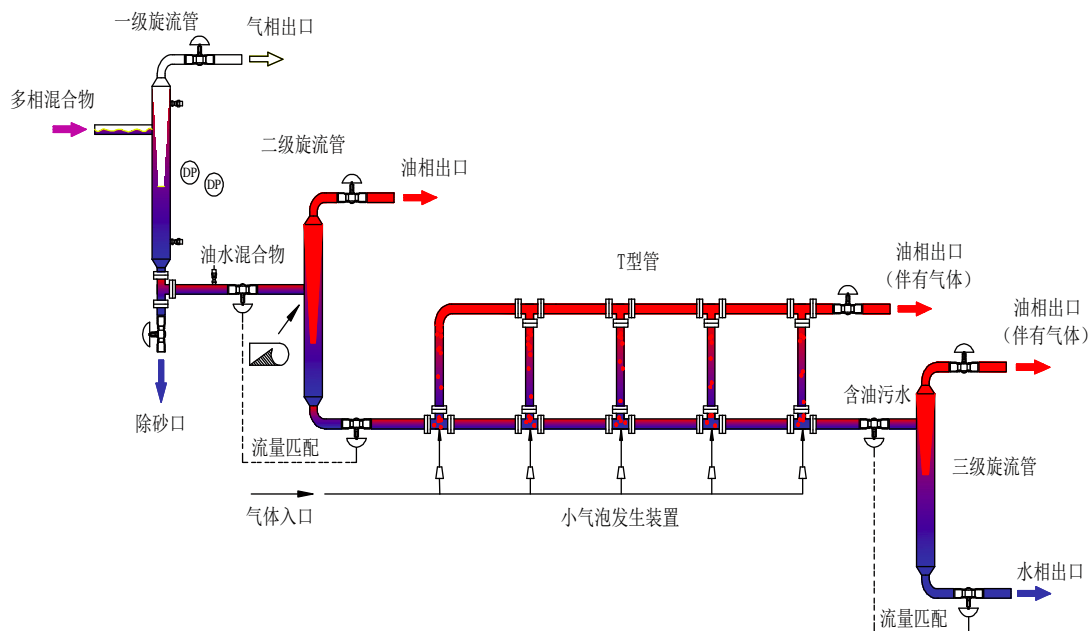 一级旋流管
气相出口
多相混合物
二级旋流管
油相出口
DP
DP
油水混合物
T型管
油相出口
(伴有气体)
油相出口
(伴有气体)
除砂口
含油污水
流量匹配
三级旋流管
气体入口
小气泡发生装置
水相出口
流量匹配